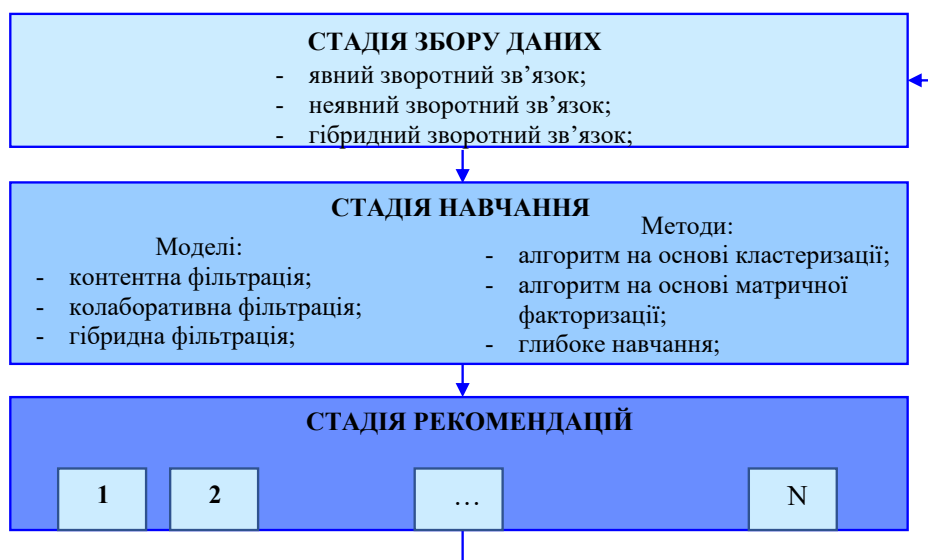 СТАДІЯ ЗБОРУ ДАНИХ
- явний зворотний зв’язок;
- неявний зворотний зв’язок;
- гібридний зворотний зв’язок;
СТАДІЯ НАВЧАННЯ
Моделі:
- контентна фільтрація;
- колаборативна фільтрація;
- гібридна фільтрація;
Методи:
- алгоритм на основі кластеризації;
- алгоритм на основі матричної
факторизації;
- глибоке навчання;
СТАДІЯ РЕКОМЕНДАЦІЙ
1 2 … N